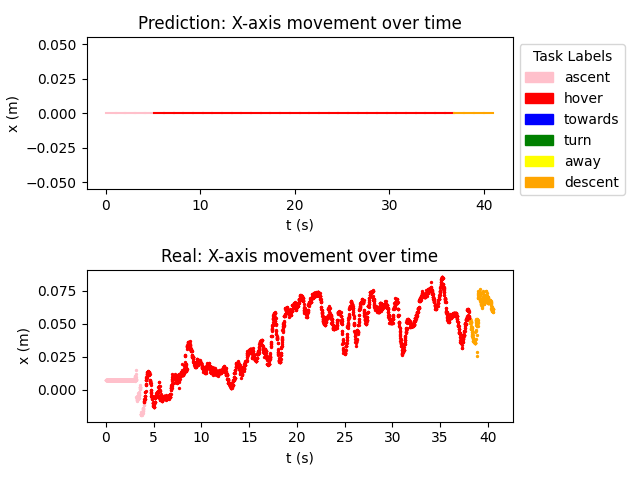 Prediction: X-axis movement over time
0.050
0.025
0.000
−0.025
−0.050
x (m)
0
10
20
30
40
t (s)
Task Labels
ascent
hover
towards
turn
away
descent
Real: X-axis movement over time
0.075
0.050
0.025
0.000
x (m)
0
5
10
15
20
25
30
35
40
t (s)